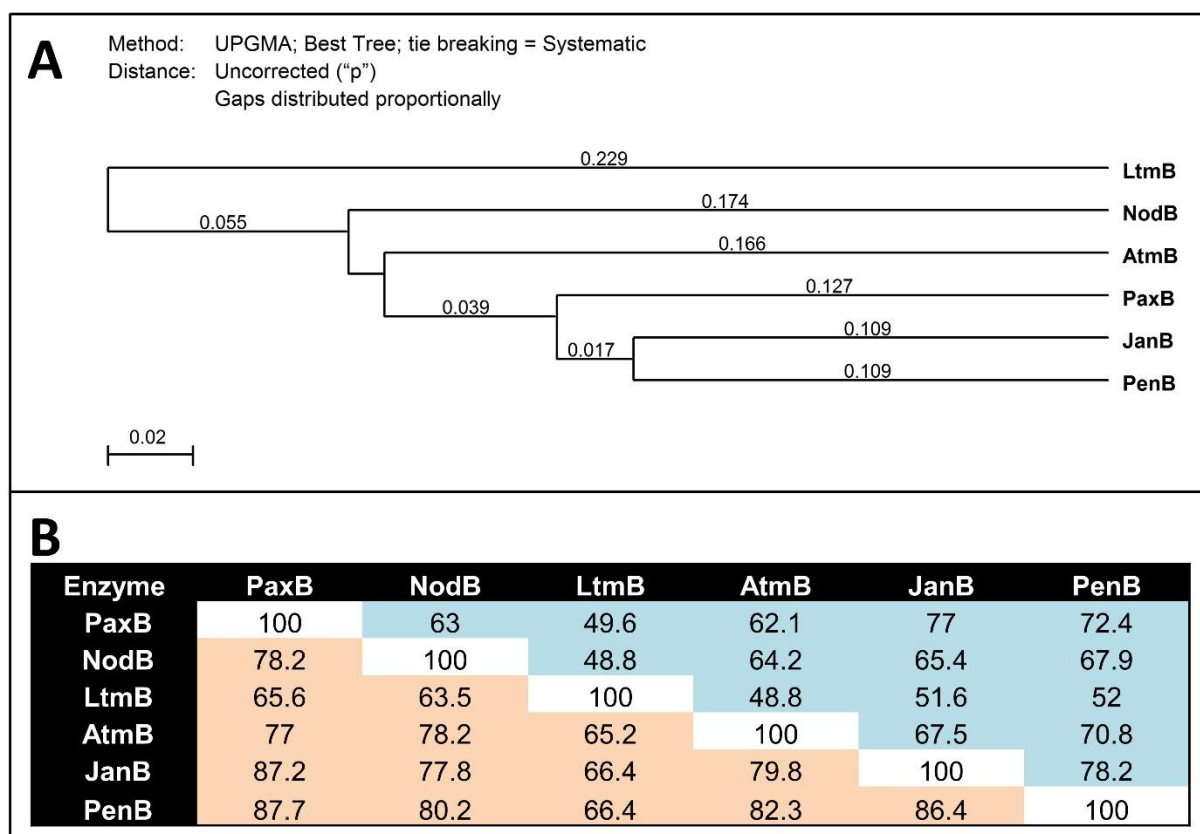 A
Method: UPGMA; Best Tree; tie breaking = Systematic
Distance: Uncorrected ("p")
Gaps distributed proportionally
0.229 LtmB
0.174 NodB
0.055
0.166 AtmB
0.127 PaxB
0.039
0.109 JanB
0.017
0.109 PenB
0.02
B
Enzyme PaxB NodB LtmB AtmB JanB PenB
PaxB 100 63 49.6 62.1 77 72.4
NodB 78.2 100 48.8 64.2 65.4 67.9
LtmB 65.6 63.5 100 48.8 51.6 52
AtmB 77 78.2 65.2 100 67.5 70.8
JanB 87.2 77.8 66.4 79.8 100 78.2
PenB 87.7 80.2 66.4 82.3 86.4 100